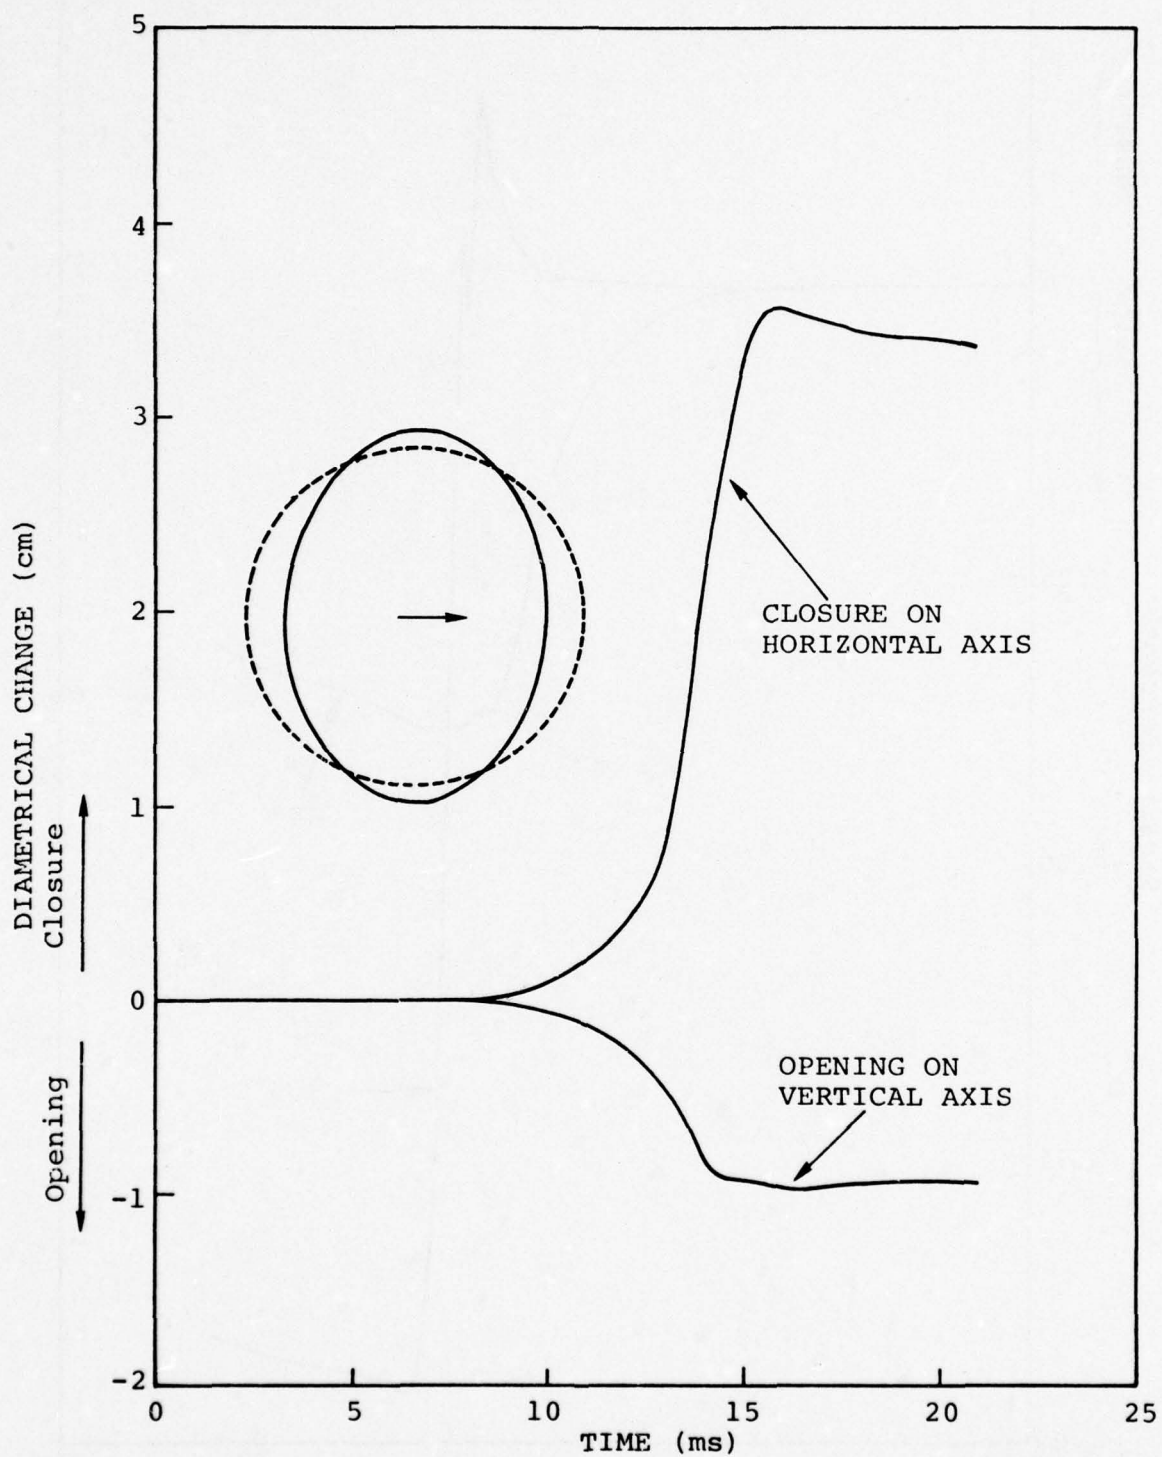 5
4
3
2
1
0
-1
-2
DIAMETRICAL CHANGE (cm)
Closure
Opening
CLOSURE ON
HORIZONTAL AXIS
OPENING ON
VERTICAL AXIS
0 5 10 15 20 25
TIME (ms)